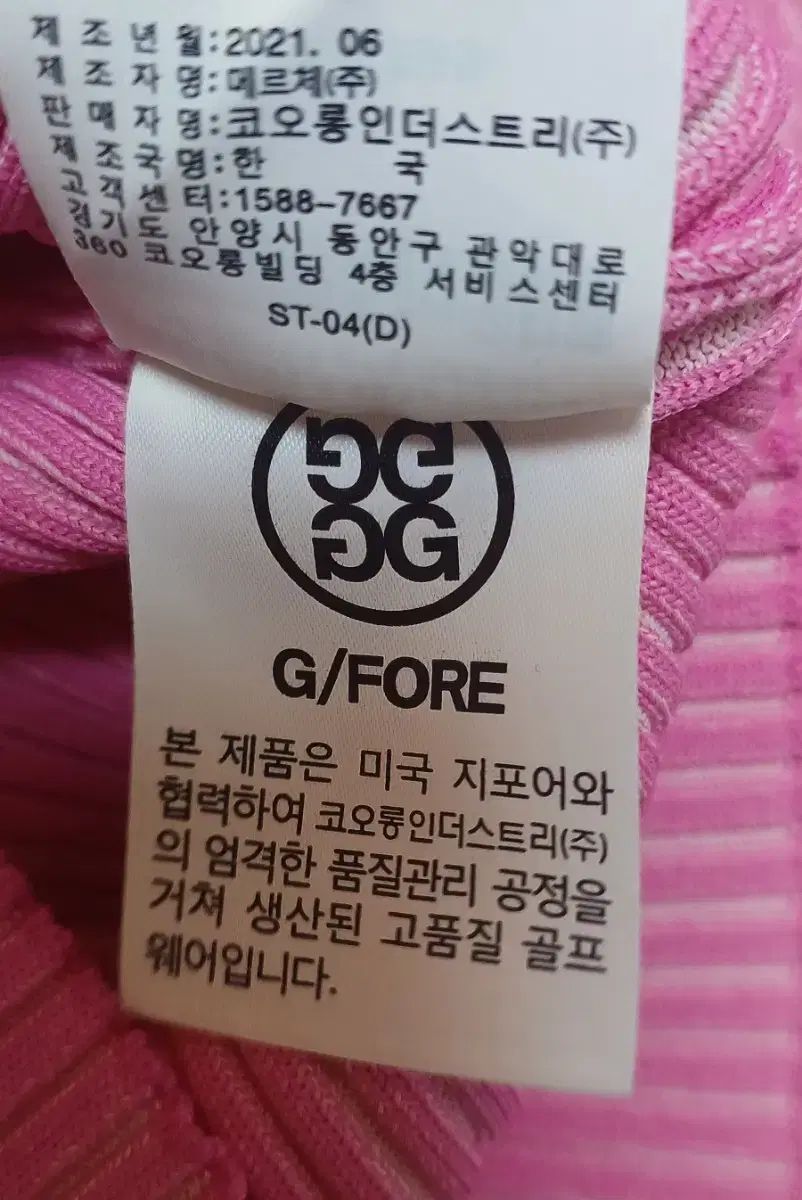 제조년월:2021. 06
제조자명:메르체(주)
판매자명:코오롱인더스트리(주)
제조국명:한 국
고객센터:1588-7667
경기도 안양시 동안구 관악대로
360 코오롱빌딩 4층 서비스센터
ST-04(D)
GG
GG
G/FORE
본 제품은 미국 지포어와
협력하여 코오롱인더스트리(주)
의 엄격한 품질관리 공정을
거쳐 생산된 고품질 골프
웨어입니다.